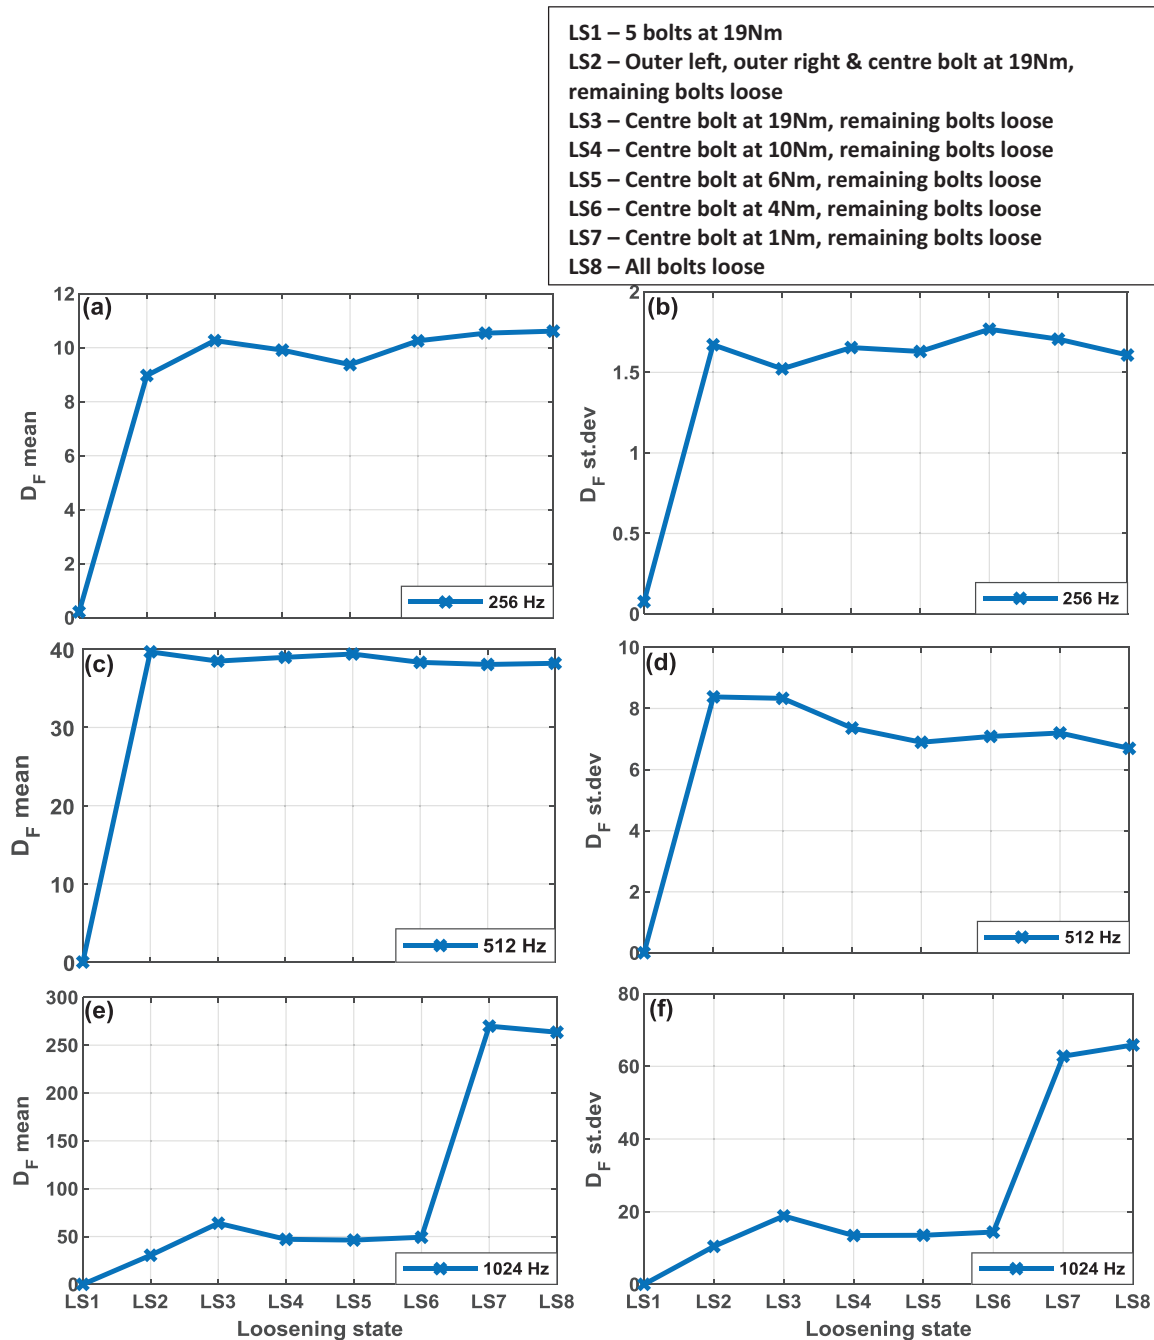 LS1 – 5 bolts at 19Nm
LS2 – Outer left, outer right & centre bolt at 19Nm,
remaining bolts loose
LS3 – Centre bolt at 19Nm, remaining bolts loose
LS4 – Centre bolt at 10Nm, remaining bolts loose
LS5 – Centre bolt at 6Nm, remaining bolts loose
LS6 – Centre bolt at 4Nm, remaining bolts loose
LS7 – Centre bolt at 1Nm, remaining bolts loose
LS8 – All bolts loose
(a)
12
10
8
6
4
2
0
D_F mean
256 Hz
(b)
2
1.5
1
0.5
0
D_F st.dev
256 Hz
(c)
40
30
20
10
0
D_F mean
512 Hz
(d)
10
8
6
4
2
0
D_F st.dev
512 Hz
(e)
300
250
200
150
100
50
0
D_F mean
1024 Hz
LS1 LS2 LS3 LS4 LS5 LS6 LS7 LS8
Loosening state
(f)
80
60
40
20
0
D_F st.dev
1024 Hz
LS1 LS2 LS3 LS4 LS5 LS6 LS7 LS8
Loosening state